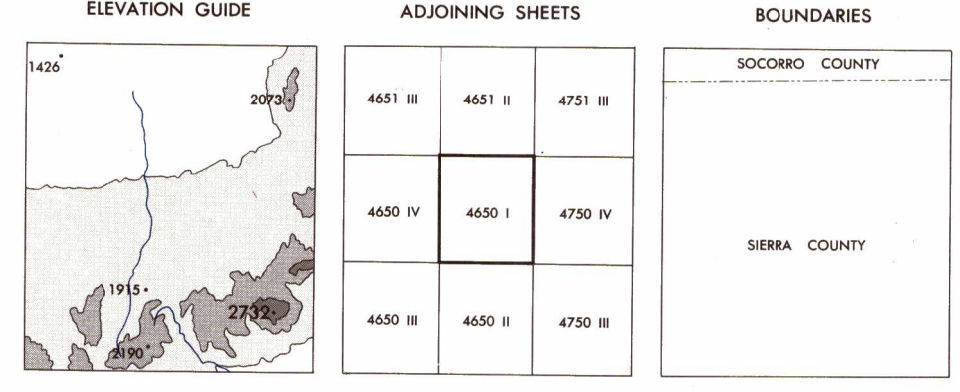 ELEVATION GUIDE
1426
2073
1915
2732
2190
ADJOINING SHEETS
4651 III 4651 II 4751 III
4650 IV 4650 I 4750 IV
4650 III 4650 II 4750 III
BOUNDARIES
SOCORRO COUNTY
SIERRA COUNTY